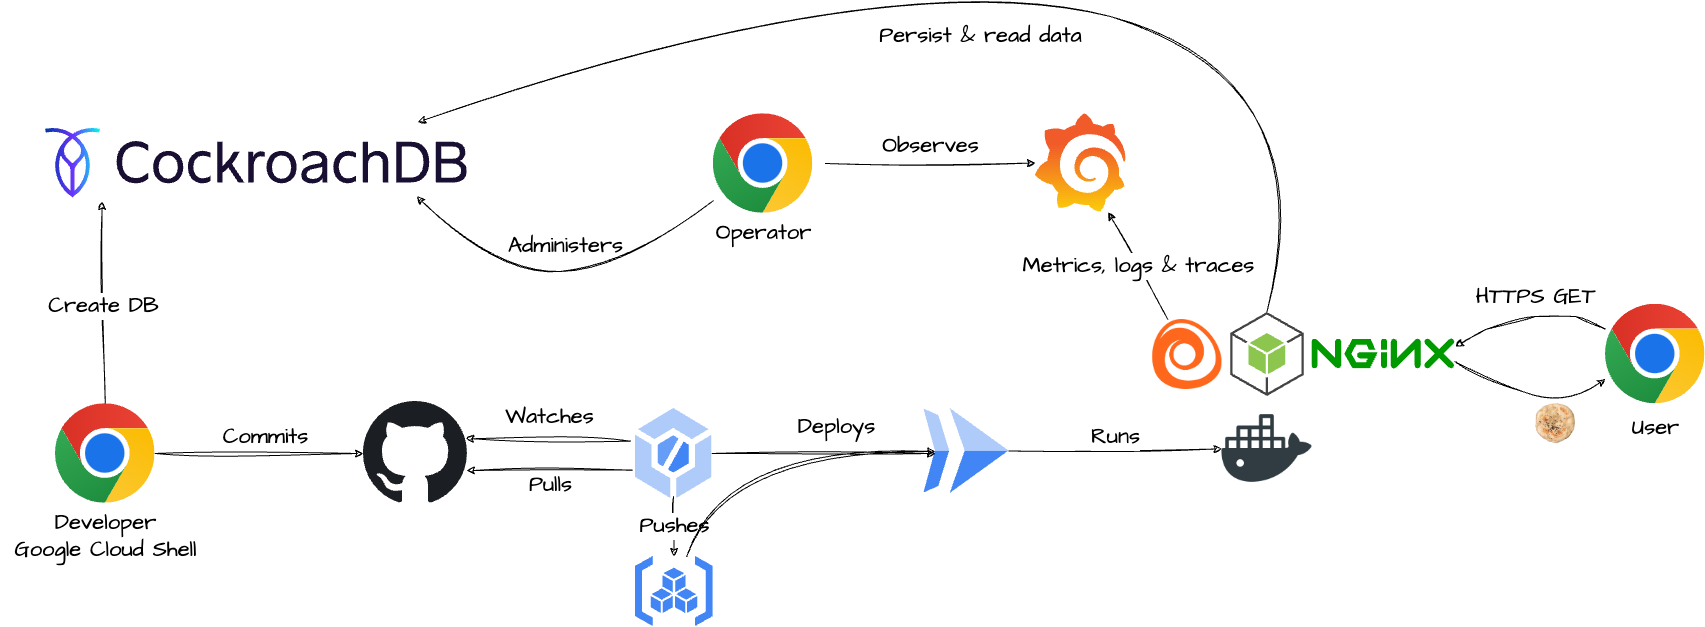 Persist & read data
CockroachDB
Observes
Operator
Administers
Metrics, logs & traces
Create DB
HTTPS GET
NGiNX
User
Watches
Commits
Deploys
Runs
Pulls
Developer
Google Cloud Shell
Pushes